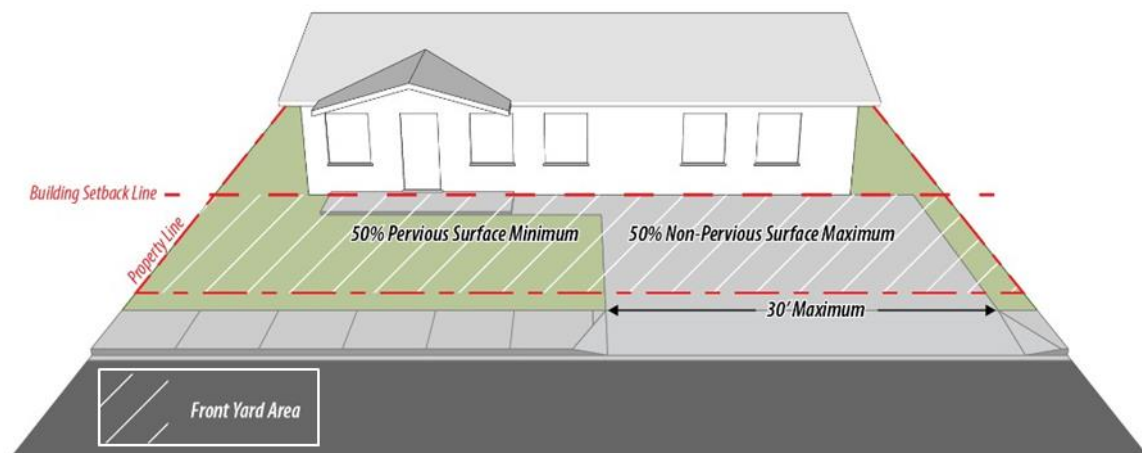 Building Setback Line
Property Line
50% Pervious Surface Minimum
50% Non-Pervious Surface Maximum
30’ Maximum
Front Yard Area